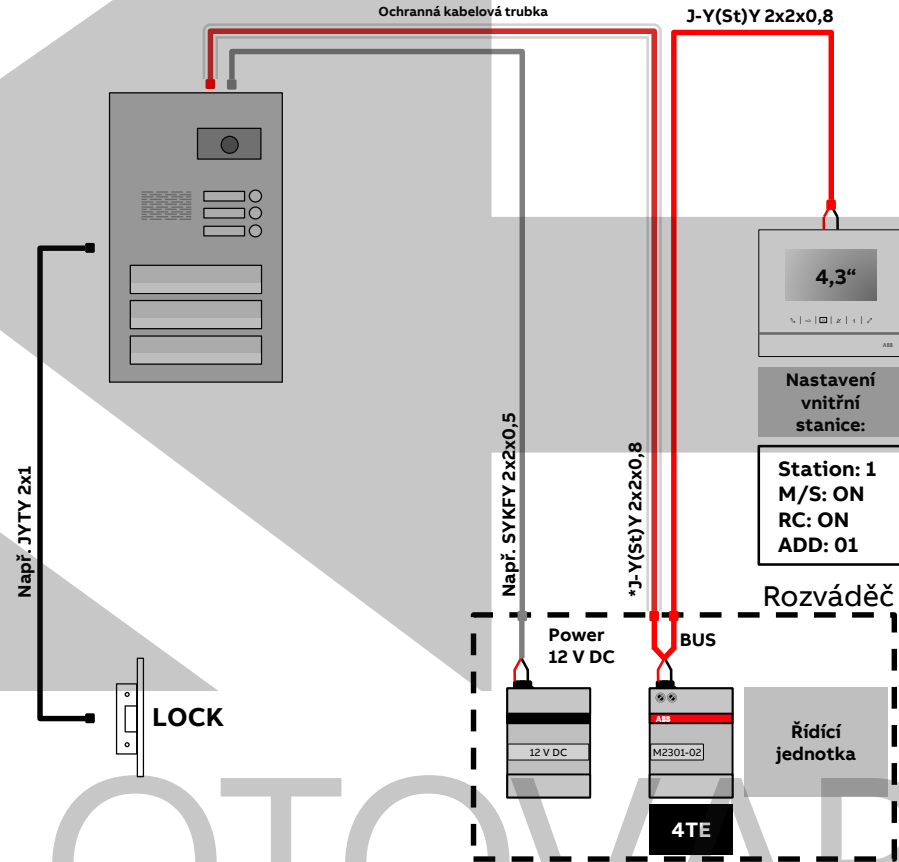 Ochranná kabelová trubka
J-Y(St)Y 2x2x0,8
4,3“
ABB
Nastavení
vnitřní
stanice:
Station: 1
M/S: ON
RC: ON
ADD: 01
Např. JYTY 2x1
Např. SYKFY 2x2x0,5
*J-Y(St)Y 2x2x0,8
Rozváděč
Power
12 V DC
BUS
LOCK
12 V DC
ABB
M2301-02
Řídící
jednotka
4TE